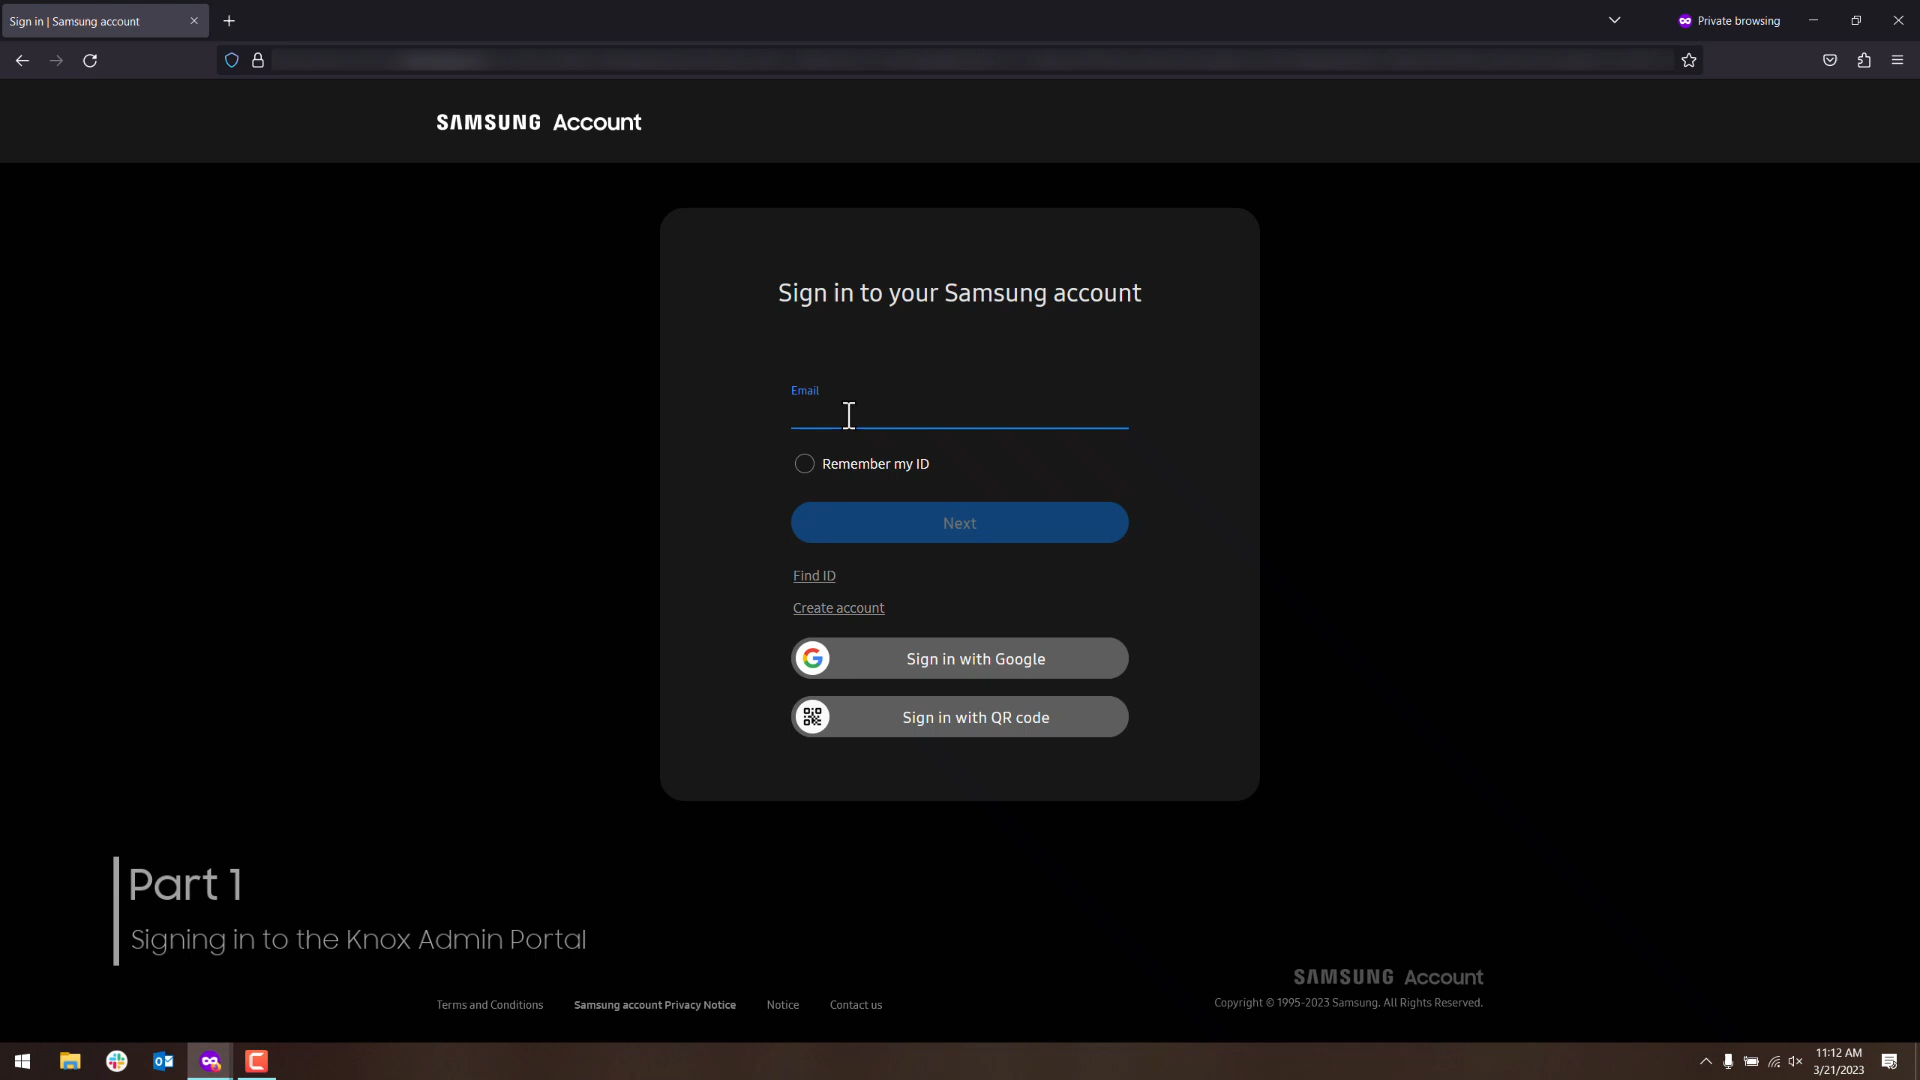 Sign in | Samsung account
Private browsing
SAMSUNG Account
Sign in to your Samsung account
Email
Remember my ID
Next
Find ID
Create account
Sign in with Google
Sign in with QR code
Part 1
Signing in to the Knox Admin Portal
SAMSUNG Account
Terms and Conditions Samsung account Privacy Notice Notice Contact us
Copyright © 1995-2023 Samsung. All Rights Reserved.
11:12 AM
3/21/2023